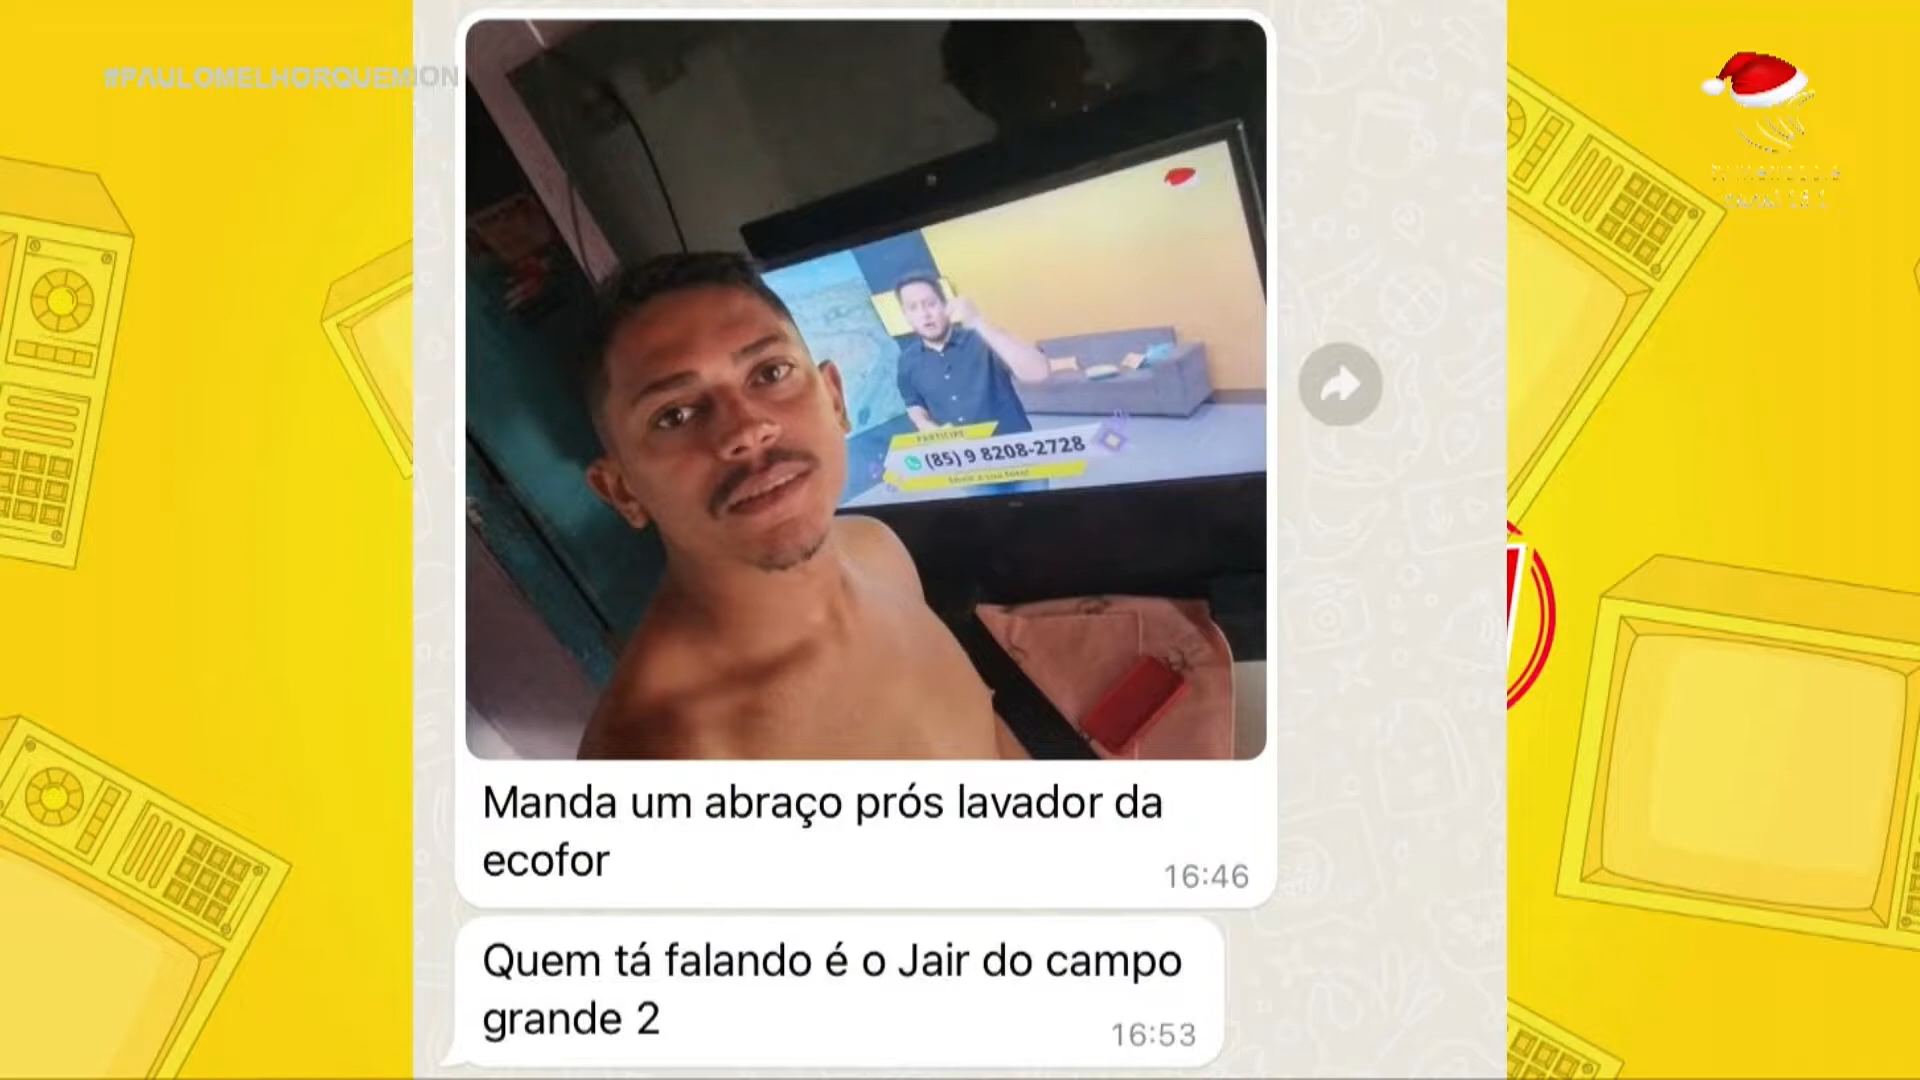 #PAULOMELHORQUEMION
PARTICIPE
(85) 9 8208-2728
Manda um abraço prós lavador da
ecofor
16:46
Quem tá falando é o Jair do campo
grande 2
16:53